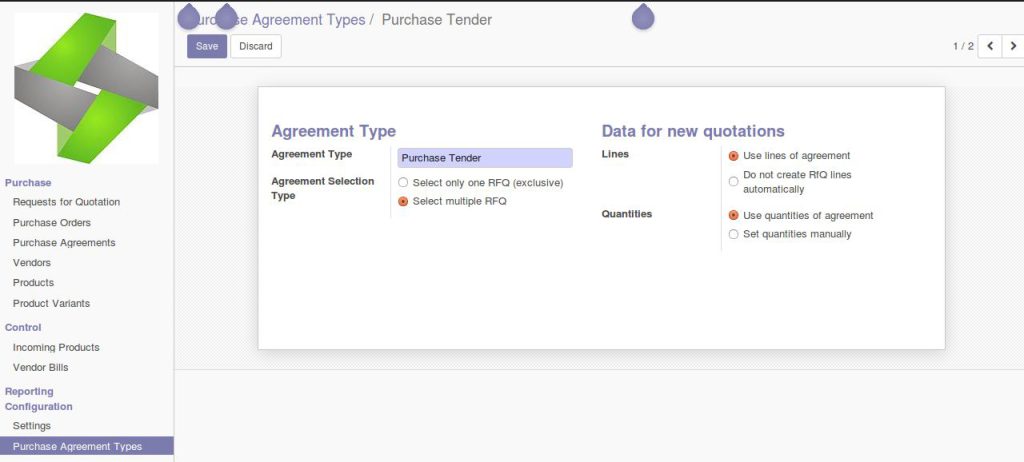 Purchase Agreement Types / Purchase Tender
Save Discard
1 / 2
Purchase
Requests for Quotation
Purchase Orders
Purchase Agreements
Vendors
Products
Product Variants
Control
Incoming Products
Vendor Bills
Reporting
Configuration
Settings
Purchase Agreement Types
Agreement Type
Agreement Type Purchase Tender
Agreement Selection
Type
Select only one RFQ (exclusive)
Select multiple RFQ
Data for new quotations
Lines
Use lines of agreement
Do not create RfQ lines
automatically
Quantities
Use quantities of agreement
Set quantities manually